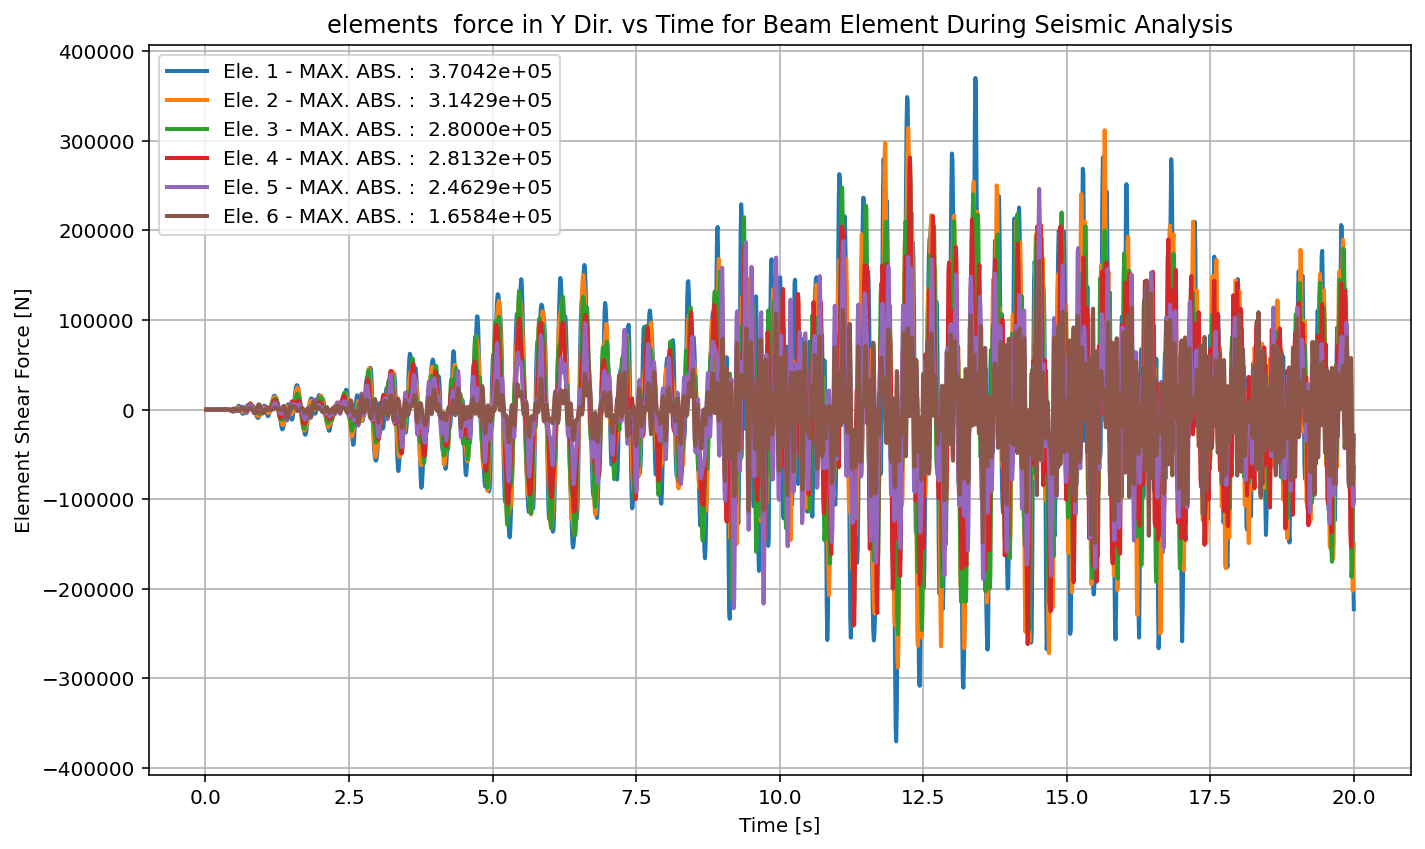 elements  force in Y Dir. vs Time for Beam Element During Seismic Analysis
Ele. 1 - MAX. ABS. :  3.7042e+05
Ele. 2 - MAX. ABS. :  3.1429e+05
Ele. 3 - MAX. ABS. :  2.8000e+05
Ele. 4 - MAX. ABS. :  2.8132e+05
Ele. 5 - MAX. ABS. :  2.4629e+05
Ele. 6 - MAX. ABS. :  1.6584e+05
Element Shear Force [N]
400000
300000
200000
100000
0
−100000
−200000
−300000
−400000
0.0 2.5 5.0 7.5 10.0 12.5 15.0 17.5 20.0
Time [s]